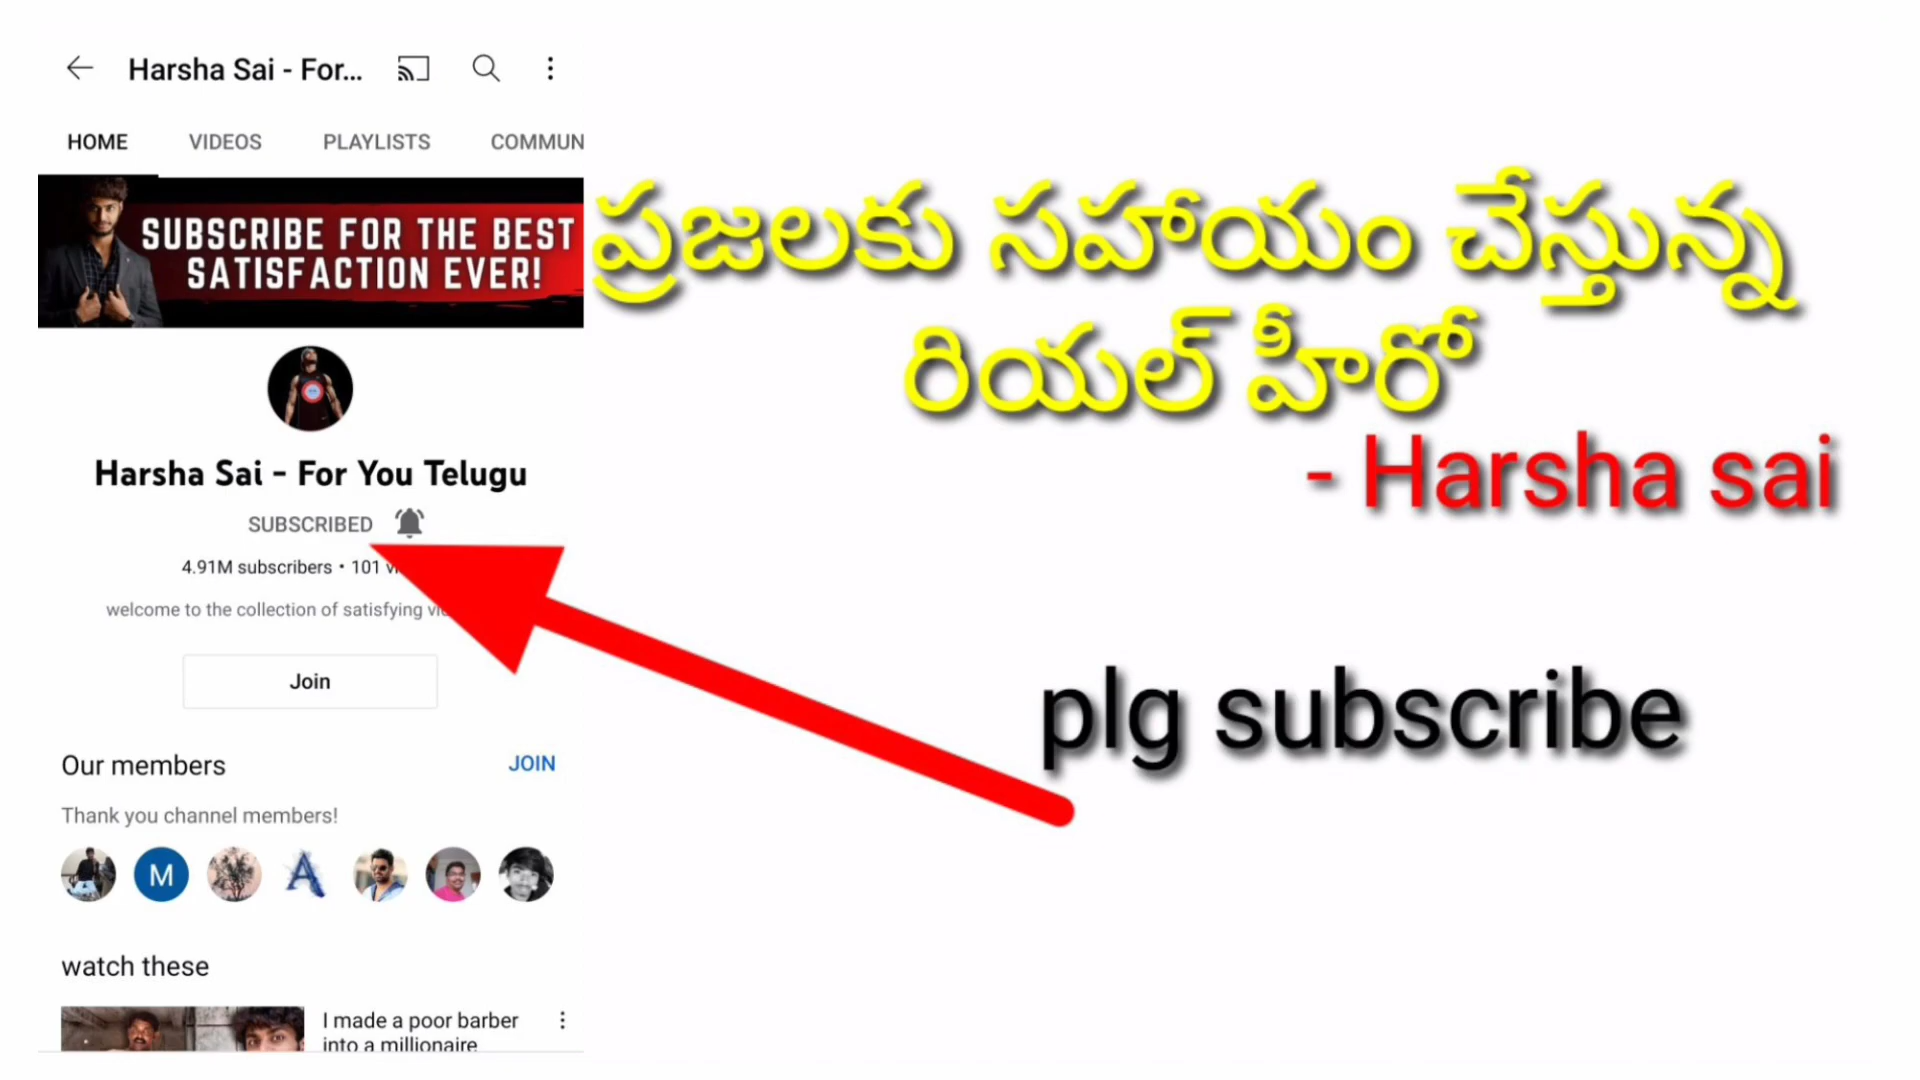 Harsha Sai - For...
HOME VIDEOS PLAYLISTS COMMUN
SUBSCRIBE FOR THE BEST
SATISFACTION EVER!
Harsha Sai - For You Telugu
SUBSCRIBED
4.91M subscribers • 101
welcome to the collection of satisfying
Join
Our members JOIN
Thank you channel members!
M
A
watch these
I made a poor barber
into a millionaire
ప్రజలకు సహాయం చేస్తున్న
రియల్ హీరో
- Harsha sai
plg subscribe